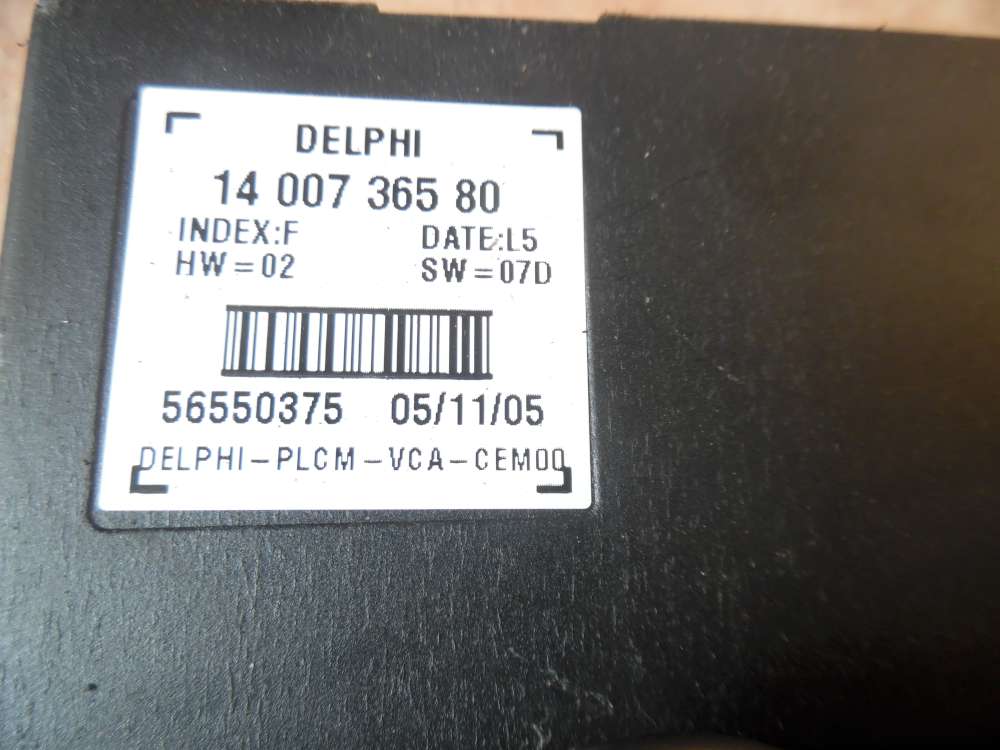 DELPHI
14 007 365 80
INDEX:F DATE:L5
HW=02 SW=07D
56550375 05/11/05
DELPHI-PLCM-VCA-CEM00